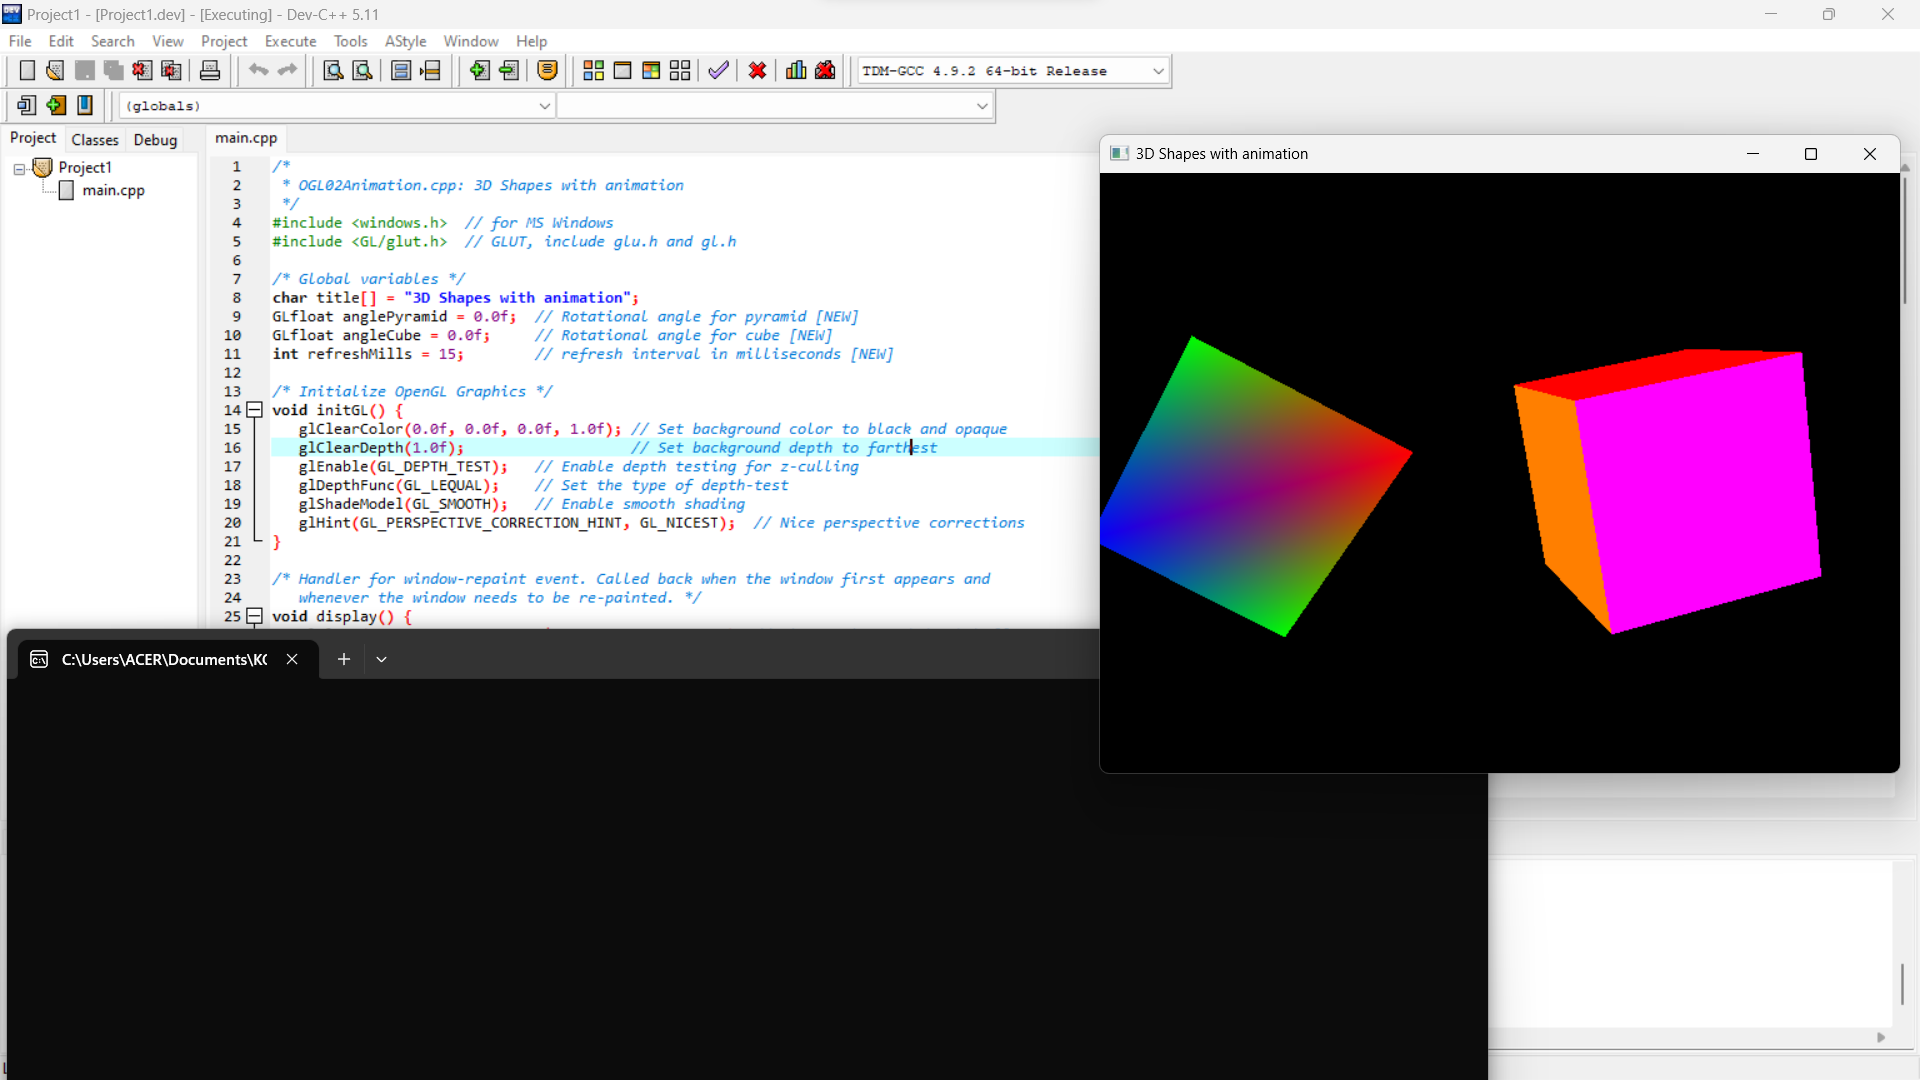 Project1 - [Project1.dev] - [Executing] - Dev-C++ 5.11
File Edit Search View Project Execute Tools AStyle Window Help
TDM-GCC 4.9.2 64-bit Release
(globals)
Project Classes Debug
Project1
main.cpp
main.cpp
1 /*
2 * OGL02Animation.cpp: 3D Shapes with animation
3 */
4 #include <windows.h> // for MS Windows
5 #include <GL/glut.h> // GLUT, include glu.h and gl.h
6
7 /* Global variables */
8 char title[] = "3D Shapes with animation";
9 GLfloat anglePyramid = 0.0f; // Rotational angle for pyramid [NEW]
10 GLfloat angleCube = 0.0f; // Rotational angle for cube [NEW]
11 int refreshMills = 15; // refresh interval in milliseconds [NEW]
12
13 /* Initialize OpenGL Graphics */
14 void initGL() {
15 glClearColor(0.0f, 0.0f, 0.0f, 1.0f); // Set background color to black and opaque
16 glClearDepth(1.0f); // Set background depth to farthest
17 glEnable(GL_DEPTH_TEST); // Enable depth testing for z-culling
18 glDepthFunc(GL_LEQUAL); // Set the type of depth-test
19 glShadeModel(GL_SMOOTH); // Enable smooth shading
20 glHint(GL_PERSPECTIVE_CORRECTION_HINT, GL_NICEST); // Nice perspective corrections
21 }
22
23 /* Handler for window-repaint event. Called back when the window first appears and
24 whenever the window needs to be re-painted. */
25 void display() {
3D Shapes with animation
C:\Users\ACER\Documents\K